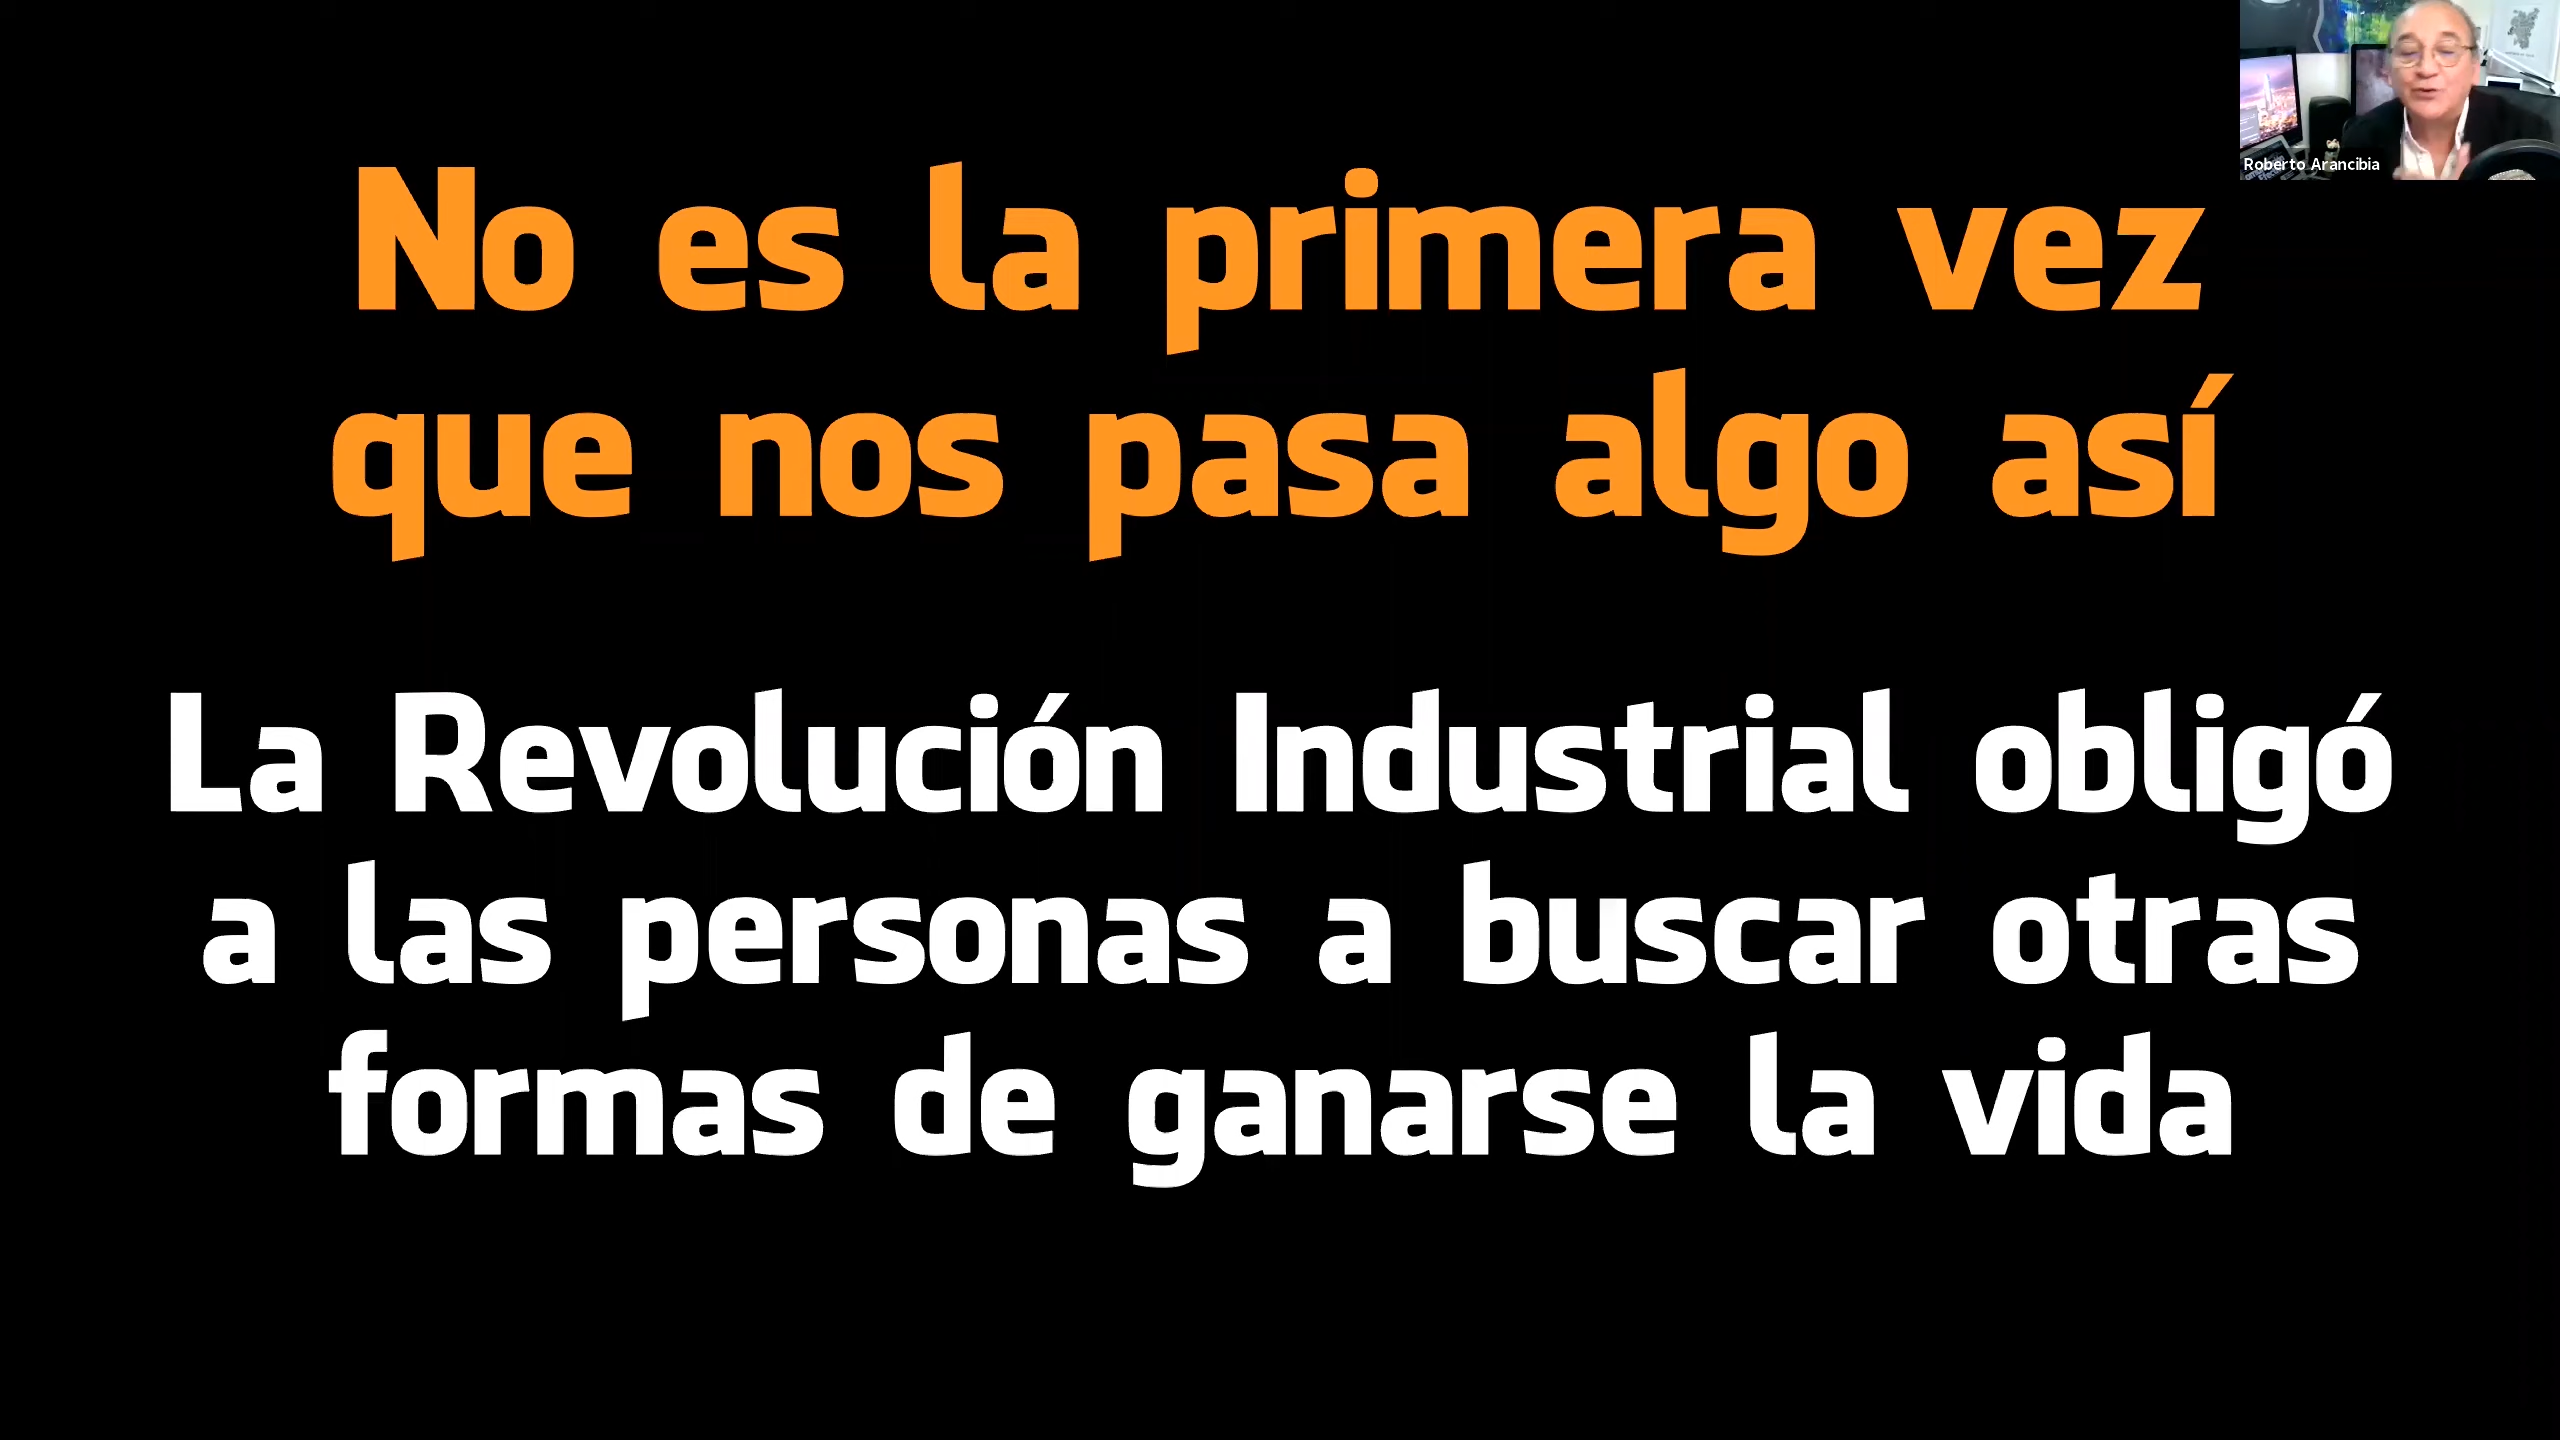 No es la primera vez
que nos pasa algo así
La Revolución Industrial obligó
a las personas a buscar otras
formas de ganarse la vida
Roberto Arancibia